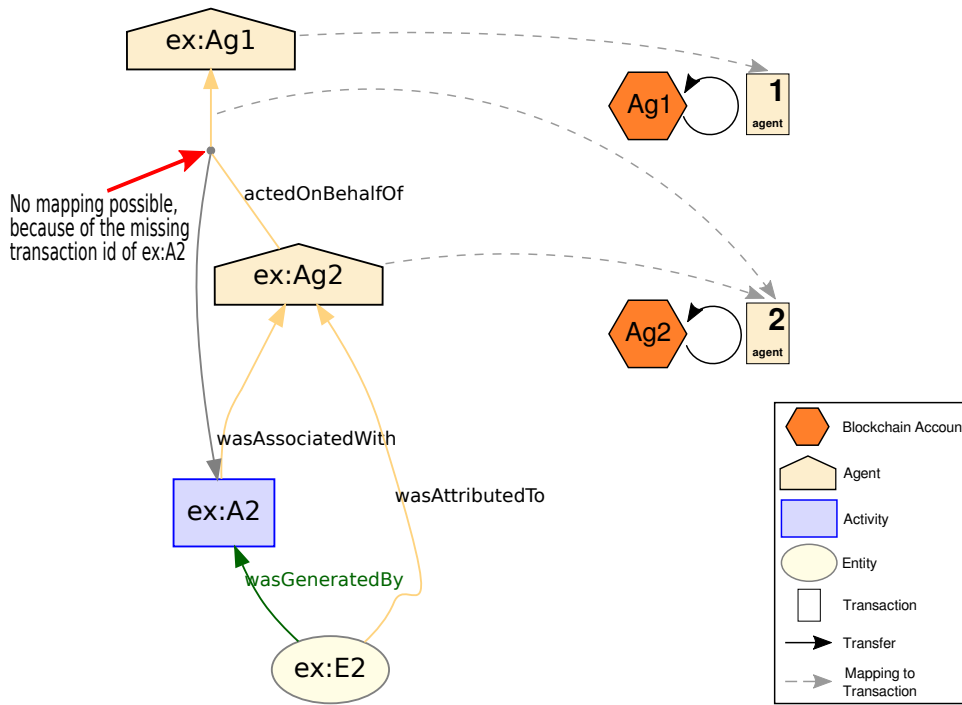 ex:Ag1
1
agent
Ag1
No mapping possible,
because of the missing
transaction id of ex:A2
actedOnBehalfOf
ex:Ag2
2
agent
Ag2
wasAssociatedWith
wasAttributedTo
ex:A2
wasGeneratedBy
ex:E2
Blockchain Accoun
Agent
Activity
Entity
Transaction
Transfer
Mapping to
Transaction